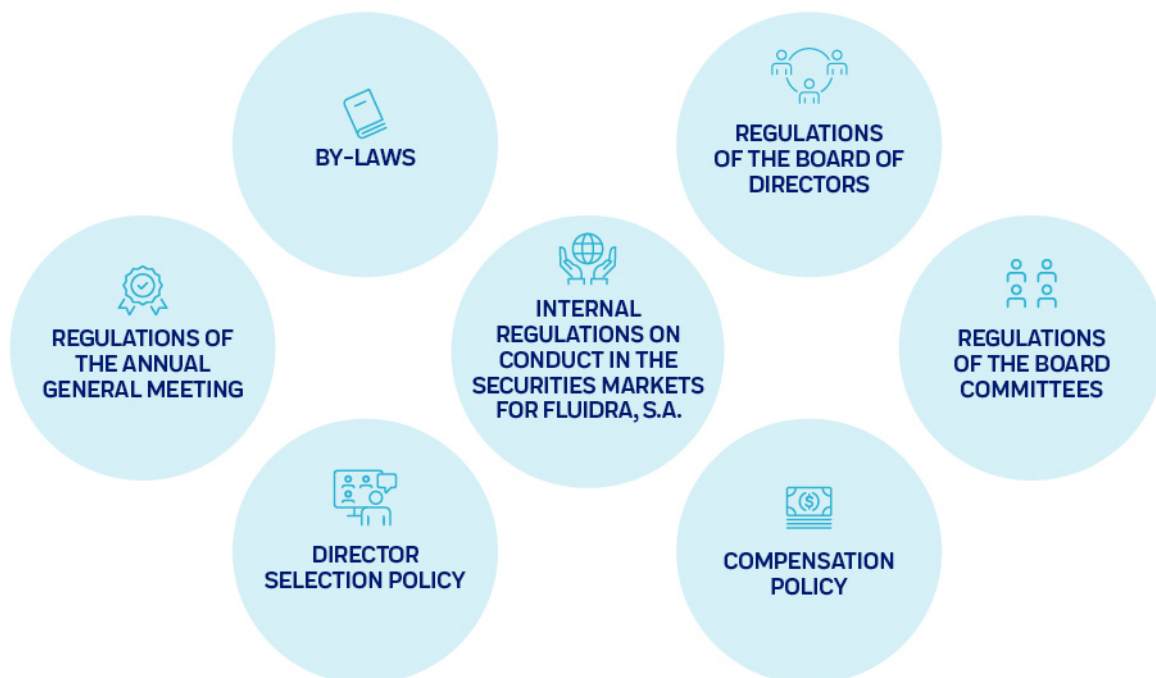 BY-LAWS
REGULATIONS
OF THE BOARD OF
DIRECTORS
REGULATIONS OF
THE ANNUAL
GENERAL MEETING
INTERNAL
REGULATIONS ON
CONDUCT IN THE
SECURITIES MARKETS
FOR FLUIDRA, S.A.
REGULATIONS
OF THE BOARD
COMMITTEES
DIRECTOR
SELECTION POLICY
COMPENSATION
POLICY